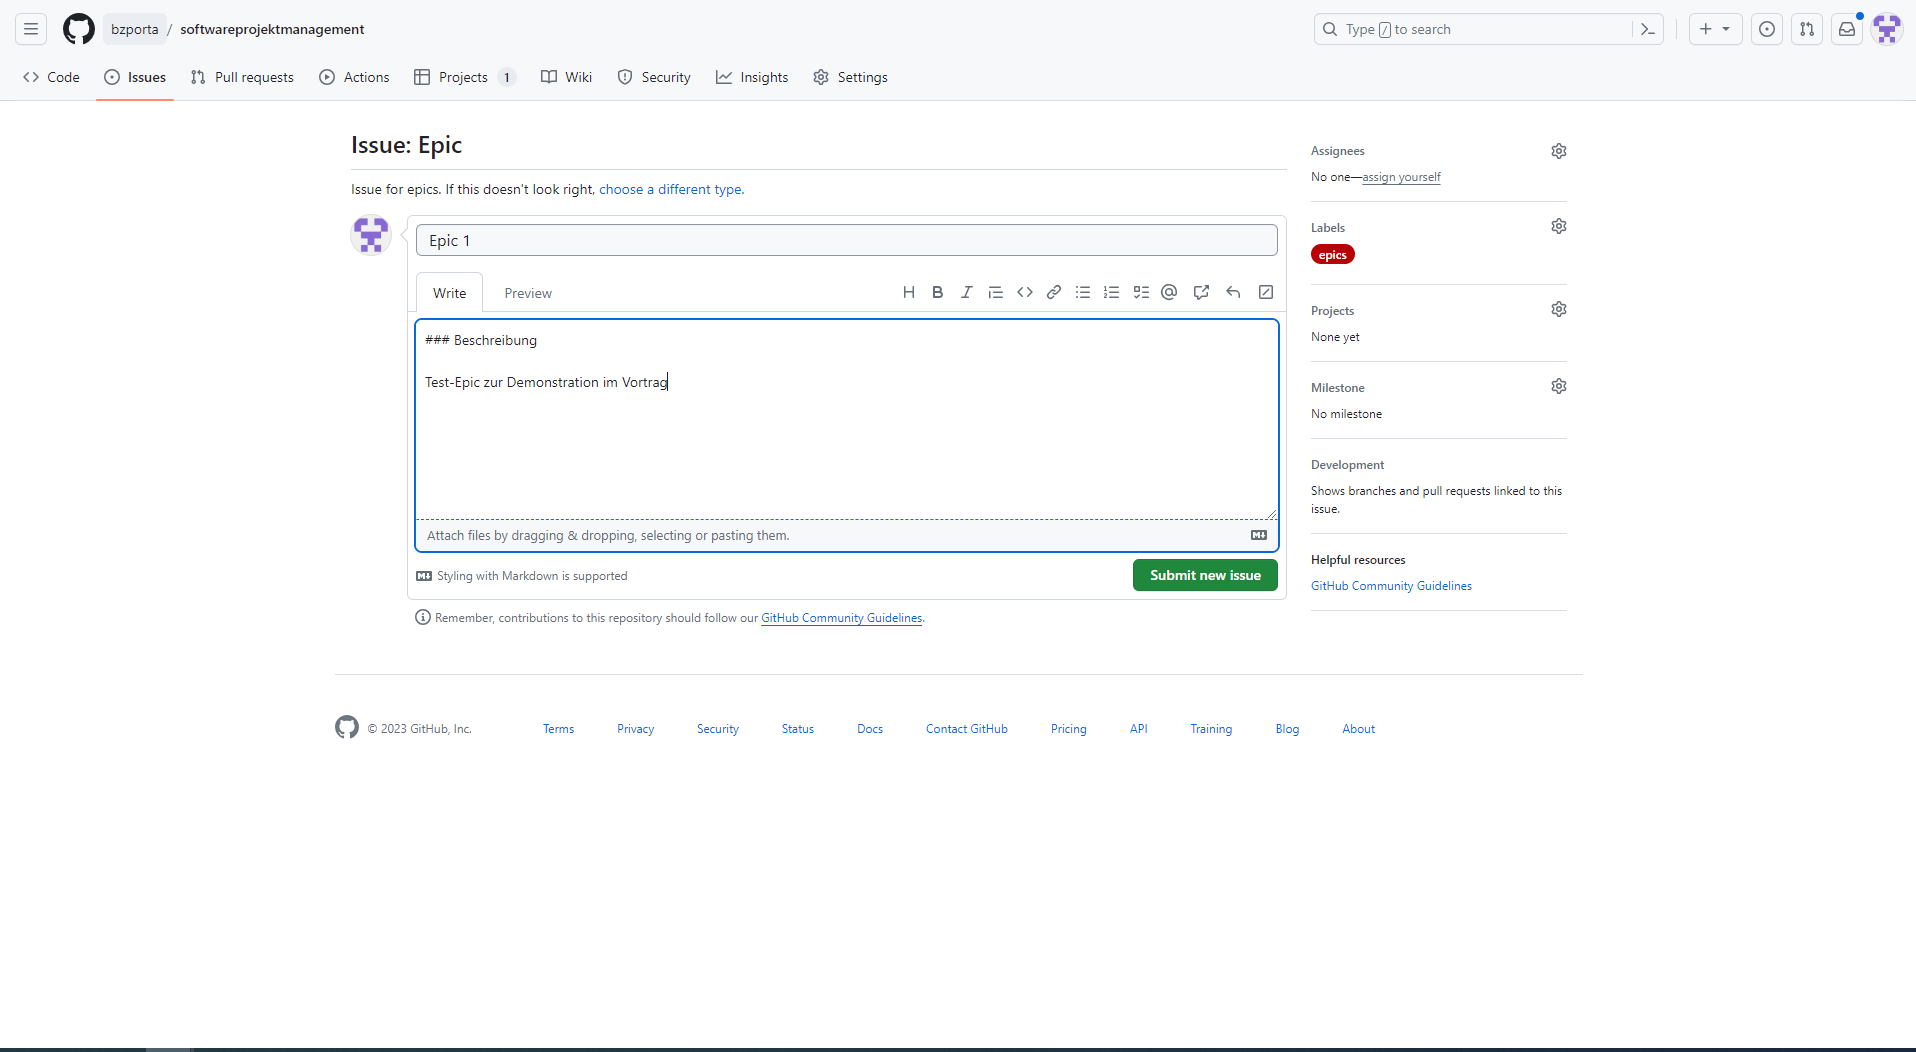 bzporta / softwareprojektmanagement
Type / to search
Code Issues Pull requests Actions Projects 1 Wiki Security Insights Settings
Issue: Epic
Issue for epics. If this doesn't look right, choose a different type.
Epic 1
Write Preview
### Beschreibung
Test-Epic zur Demonstration im Vortrag
Attach files by dragging & dropping, selecting or pasting them.
Styling with Markdown is supported
Submit new issue
Remember, contributions to this repository should follow our GitHub Community Guidelines.
Assignees
No one—assign yourself
Labels
epics
Projects
None yet
Milestone
No milestone
Development
Shows branches and pull requests linked to this
issue.
Helpful resources
GitHub Community Guidelines
© 2023 GitHub, Inc. Terms Privacy Security Status Docs Contact GitHub Pricing API Training Blog About